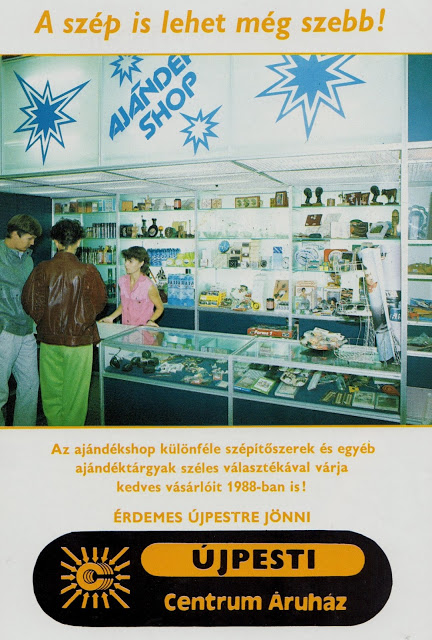 A szép is lehet még szebb!
AJÁNDÉK
SHOP
Az ajándékshop különféle szépítőszerek és egyéb
ajándéktárgyak széles választékával várja
kedves vásárlóit 1988-ban is!
ÉRDEMES ÚJPESTRE JÖNNI
ÚJPESTI
Centrum Áruház